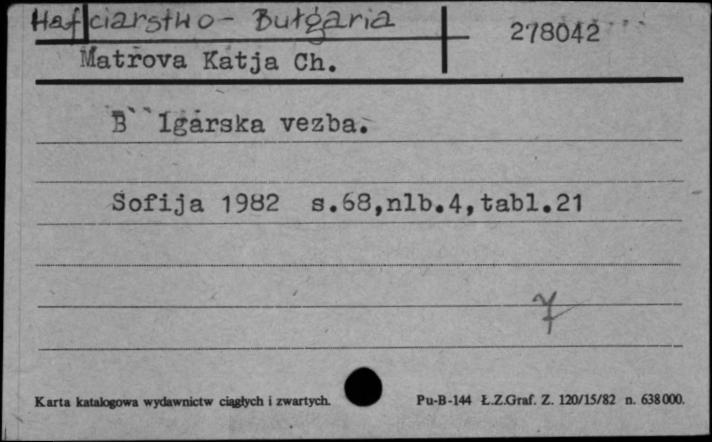 Hafciarstwo - Bułgaria
278042
Matrova Katja Ch.
B``lgarska vezba.
Sofija 1982 s.68,nlb.4,tabl.21
7
Karta katalogowa wydawnictw ciągłych i zwartych. Pu-B-144 Ł.Z.Graf. Z. 120/15/82 n. 638000.